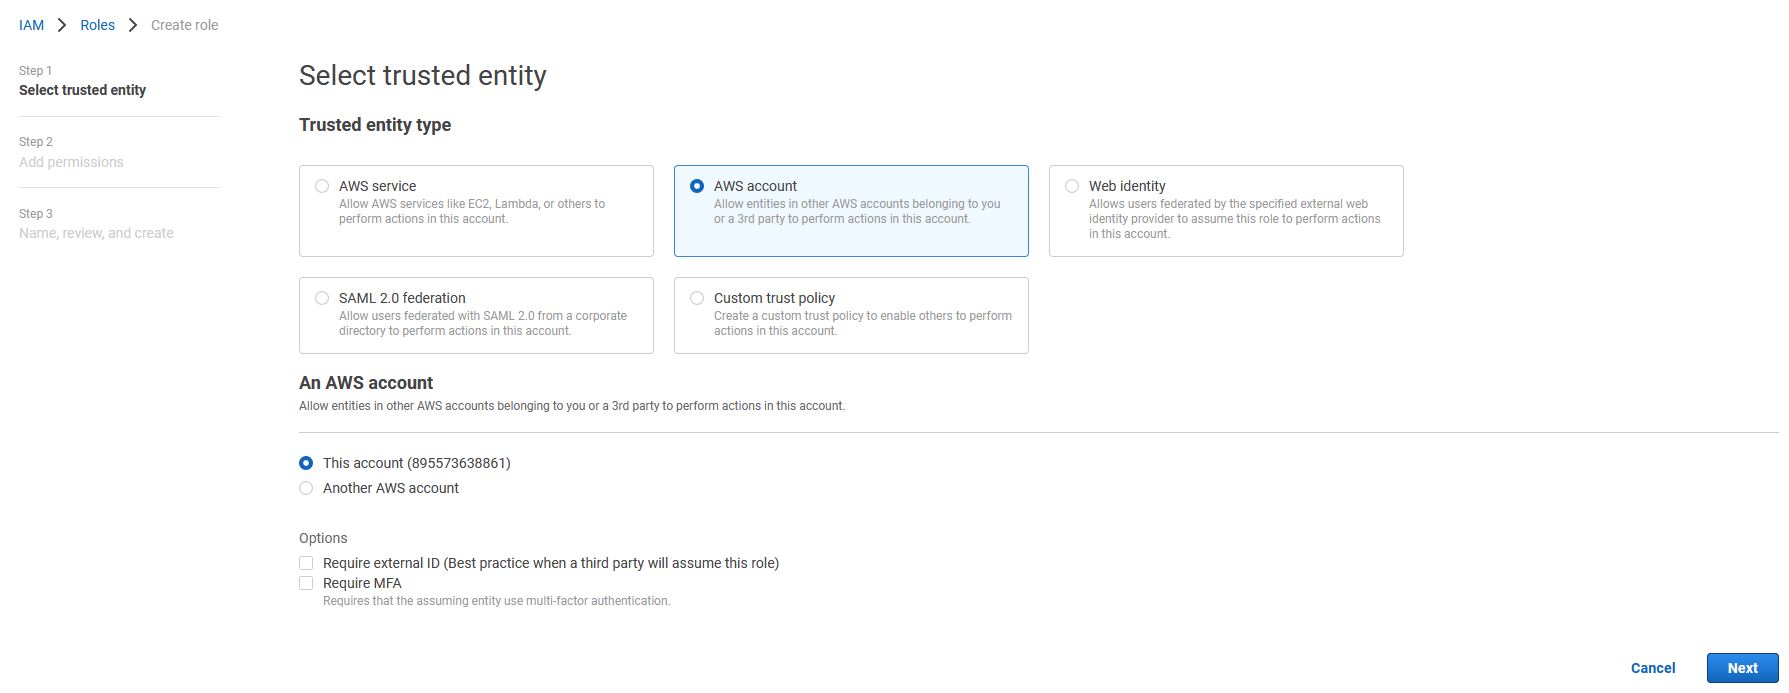 IAM > Roles > Create role
Step 1
Select trusted entity
Step 2
Add permissions
Step 3
Name, review, and create
Select trusted entity
Trusted entity type
AWS service
Allow AWS services like EC2, Lambda, or others to
perform actions in this account.
AWS account
Allow entities in other AWS accounts belonging to you
or a 3rd party to perform actions in this account.
Web identity
Allows users federated by the specified external web
identity provider to assume this role to perform actions
in this account.
SAML 2.0 federation
Allow users federated with SAML 2.0 from a corporate
directory to perform actions in this account.
Custom trust policy
Create a custom trust policy to enable others to perform
actions in this account.
An AWS account
Allow entities in other AWS accounts belonging to you or a 3rd party to perform actions in this account.
This account (895573638861)
Another AWS account
Options
Require external ID (Best practice when a third party will assume this role)
Require MFA
Requires that the assuming entity use multi-factor authentication.
Cancel
Next